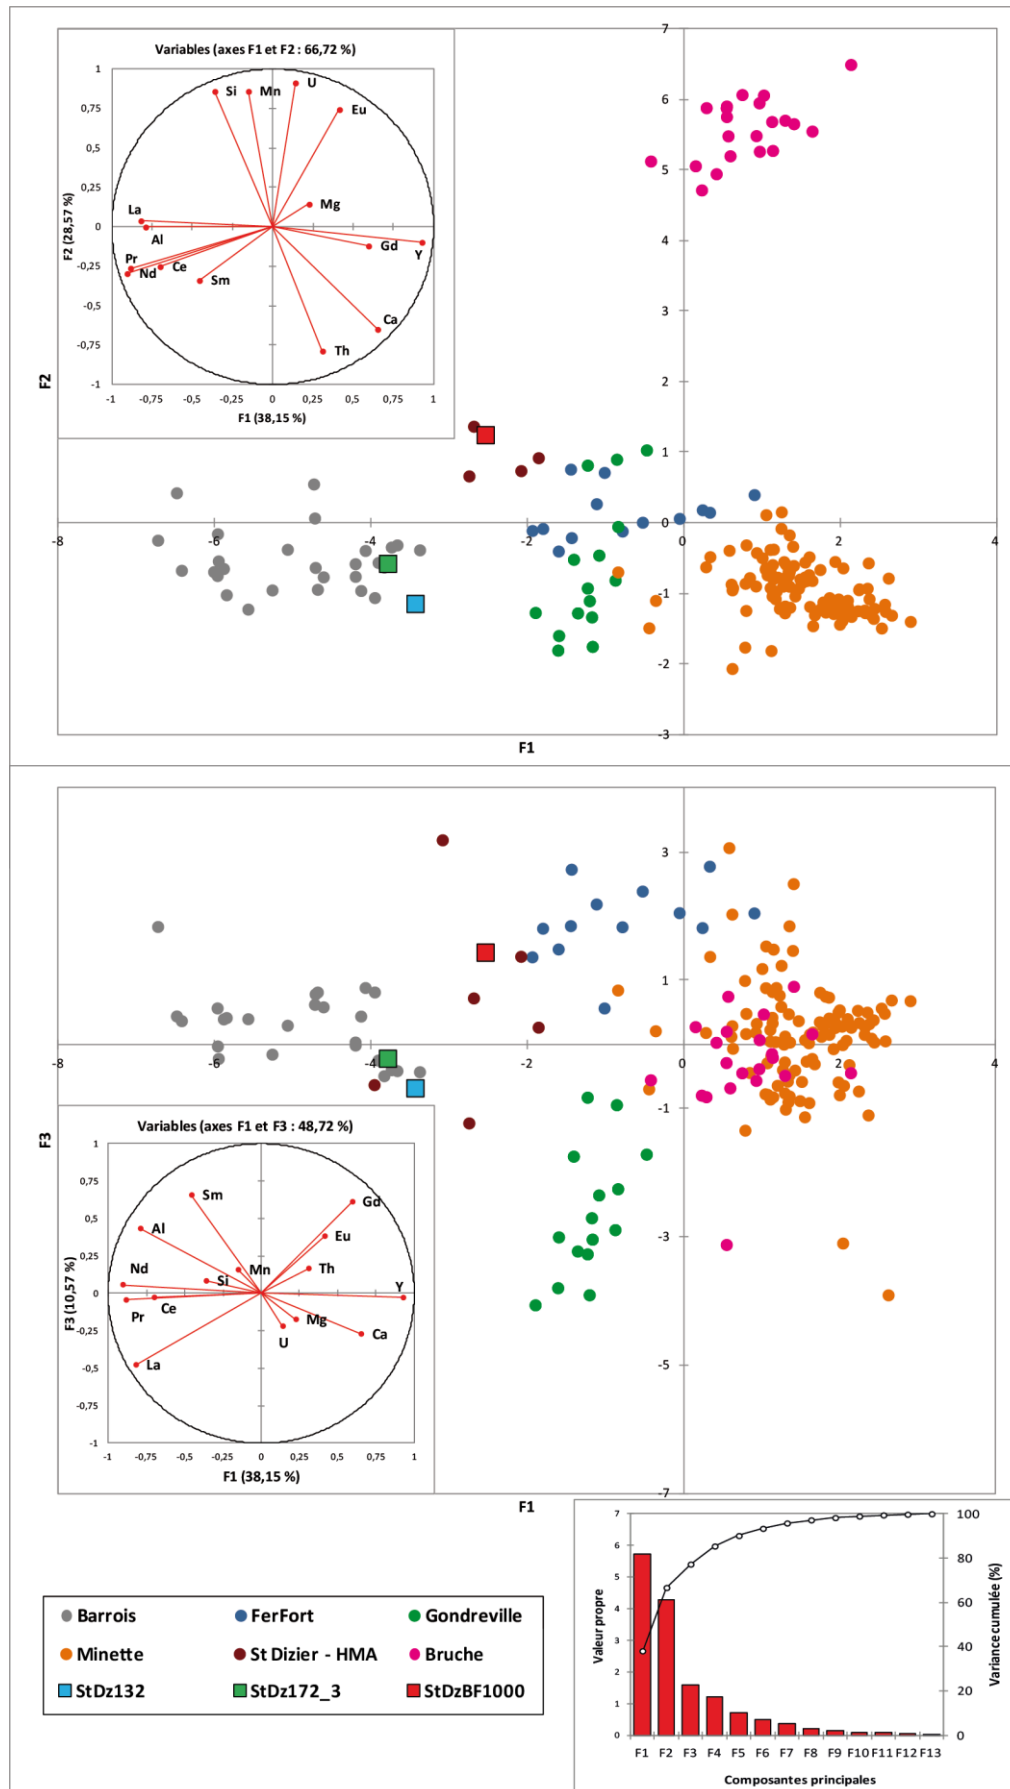 Variables (axes F1 et F2 : 66,72 %)
1
0,75
0,5
0,25
0
-0,25
-0,5
-0,75
-1
-1 -0,75 -0,5 -0,25 0 0,25 0,5 0,75 1
F1 (38,15 %)
F2 (28,57 %)
Si Mn U
Eu
Mg
La
Al
Pr
Nd Ce
Sm
Gd Y
Ca
Th
7
6
5
4
3
2
1
0
-1
-2
-3
-8 -6 -4 -2 0 2 4
F2
F1
3
1
-1
-3
-5
-7
-8 -6 -4 -2 0 2 4
F3
F1
Variables (axes F1 et F3 : 48,72 %)
1
0,75
0,5
0,25
0
-0,25
-0,5
-0,75
-1
-1 -0,75 -0,5 -0,25 0 0,25 0,5 0,75 1
F1 (38,15 %)
F3 (10,57 %)
Sm Gd
Al Eu
Nd Mn Th
Si Y
Pr Ce
Mg
U Ca
La
Barrois FerFort Gondreville
Minette St Dizier - HMA Bruche
StDz132 StDz172_3 StDzBF1000
7
6
5
4
3
2
1
0
Valeur propre
100
80
60
40
20
0
Variance cumulée (%)
F1 F2 F3 F4 F5 F6 F7 F8 F9 F10 F11 F12 F13
Composantes principales